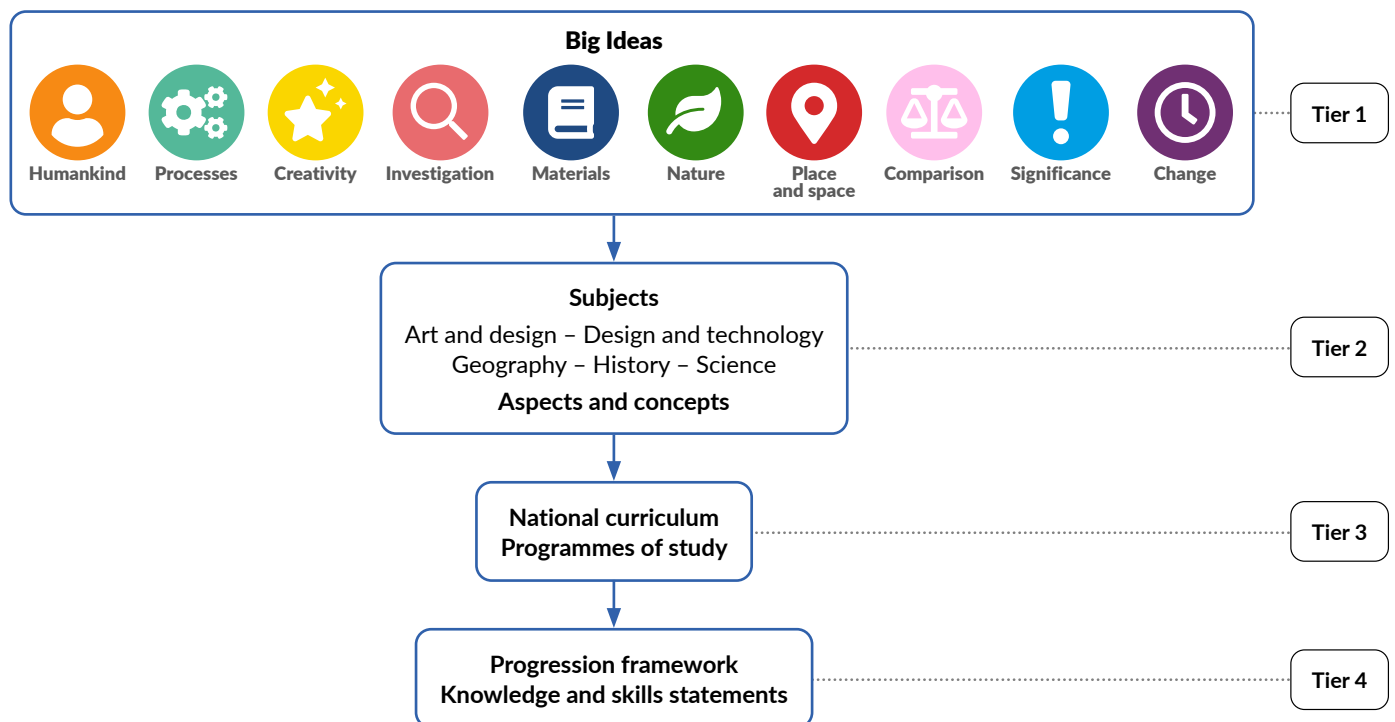 Big Ideas
Humankind
Processes
Creativity
Investigation
Materials
Nature
Place
and space
Comparison
Significance
Change
Tier 1
Subjects
Art and design – Design and technology
Geography – History – Science
Aspects and concepts
Tier 2
National curriculum
Programmes of study
Tier 3
Progression framework
Knowledge and skills statements
Tier 4